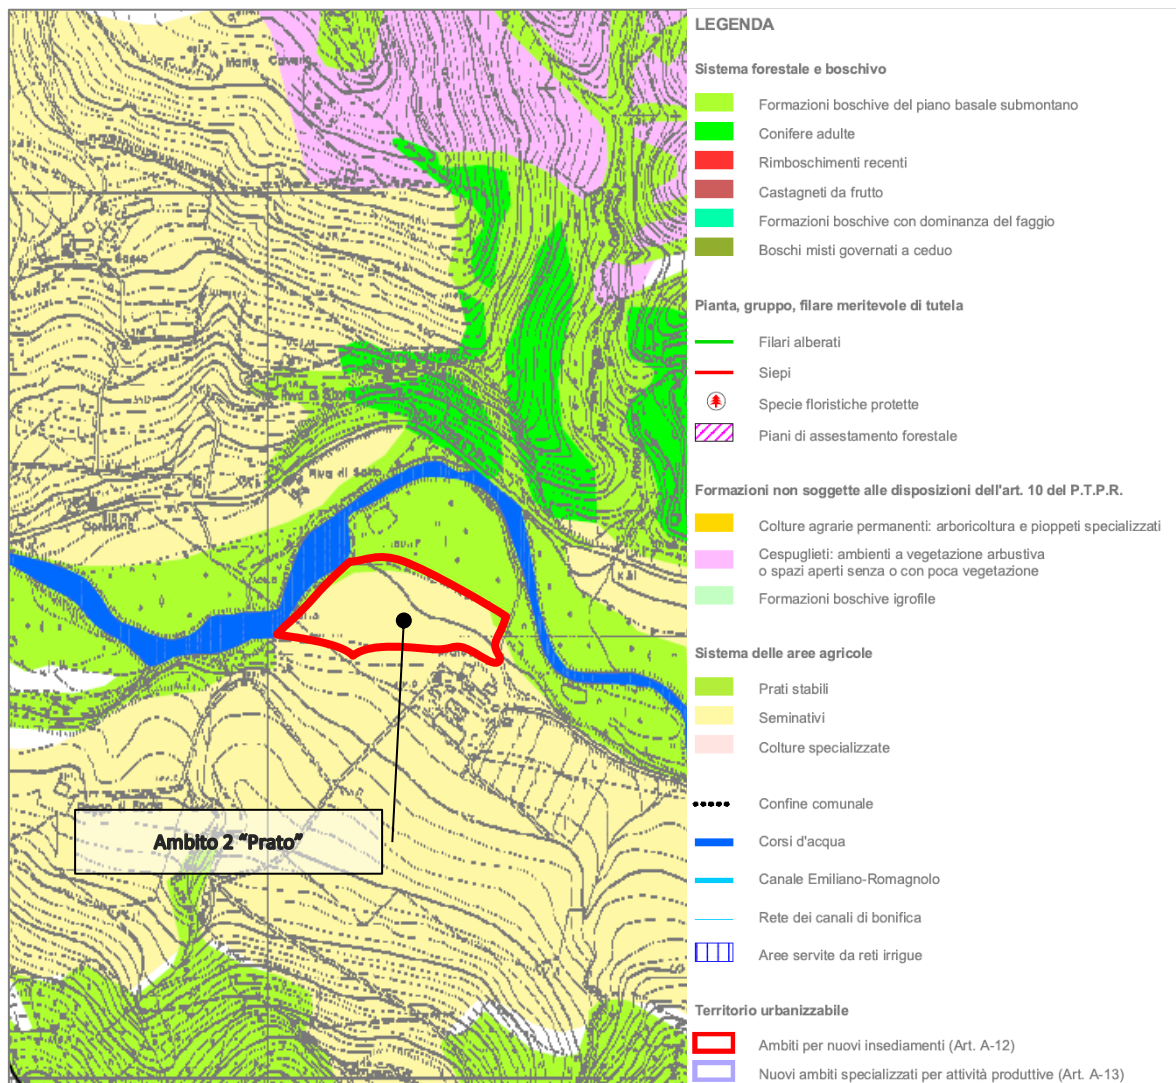 Ambito 2 “Prato”
LEGENDA
Sistema forestale e boschivo
Formazioni boschive del piano basale submontano
Conifere adulte
Rimboschimenti recenti
Castagneti da frutto
Formazioni boschive con dominanza del faggio
Boschi misti governati a ceduo
Pianta, gruppo, filare meritevole di tutela
Filari alberati
Siepi
Specie floristiche protette
Piani di assestamento forestale
Formazioni non soggette alle disposizioni dell'art. 10 del P.T.P.R.
Colture agrarie permanenti: arboricoltura e pioppeti specializzati
Cespuglieti: ambienti a vegetazione arbustiva
o spazi aperti senza o con poca vegetazione
Formazioni boschive igrofile
Sistema delle aree agricole
Prati stabili
Seminativi
Colture specializzate
Confine comunale
Corsi d'acqua
Canale Emiliano-Romagnolo
Rete dei canali di bonifica
Aree servite da reti irrigue
Territorio urbanizzabile
Ambiti per nuovi insediamenti (Art. A-12)
Nuovi ambiti specializzati per attività produttive (Art. A-13)